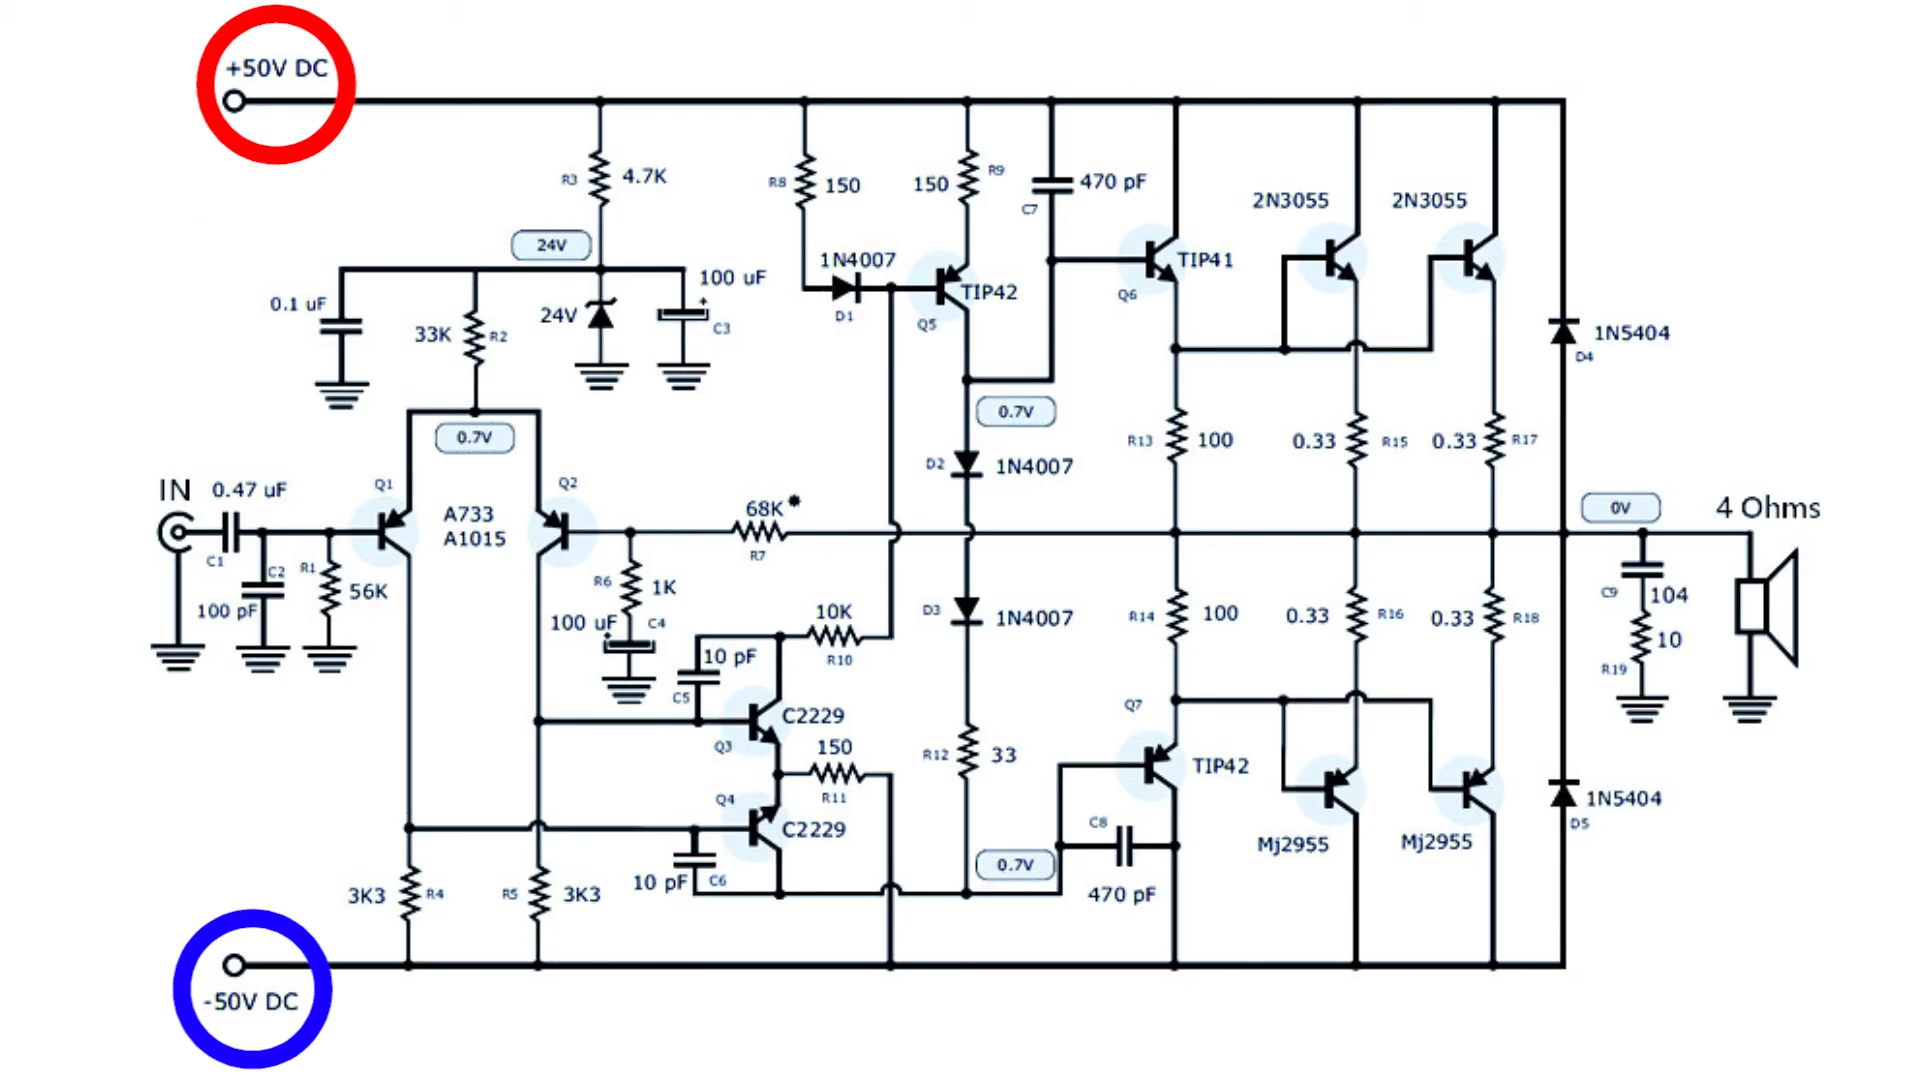 +50V DC
R3
4.7K
R8
150
150
R9
470 pF
C7
2N3055
2N3055
24V
0.1 uF
33K
R2
24V
100 uF
+
C3
1N4007
D1
TIP42
Q5
TIP41
Q6
1N5404
D4
0.7V
0.7V
R13
100
0.33
R15
0.33
R17
D2
1N4007
IN
0.47 uF
Q1
A733
A1015
Q2
68K*
R7
0V
4 Ohms
C1
C2
100 pF
R1
56K
R6
1K
100 uF
C4
10K
R10
D3
1N4007
R14
100
0.33
R16
0.33
R18
C9
104
10
R19
10 pF
C5
C2229
Q3
150
R11
Q4
C2229
R12
33
Q7
TIP42
Mj2955
Mj2955
1N5404
D5
3K3
R4
R5
3K3
10 pF
C6
0.7V
C8
470 pF
-50V DC